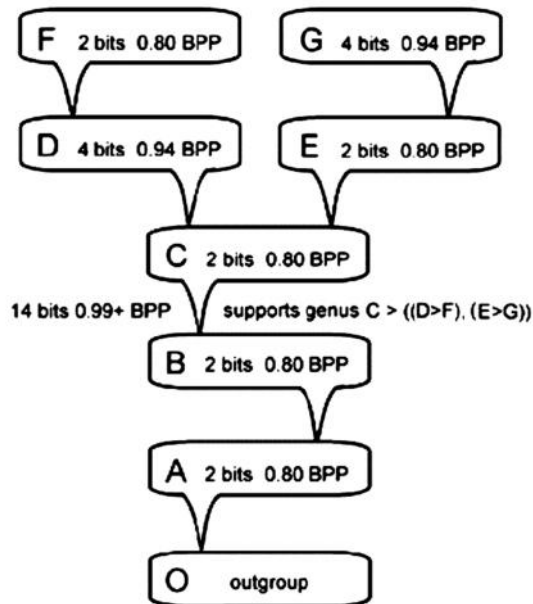 F 2 bits 0.80 BPP
G 4 bits 0.94 BPP
D 4 bits 0.94 BPP
E 2 bits 0.80 BPP
C 2 bits 0.80 BPP
14 bits 0.99+ BPP supports genus C > ((D>F), (E>G))
B 2 bits 0.80 BPP
A 2 bits 0.80 BPP
O outgroup